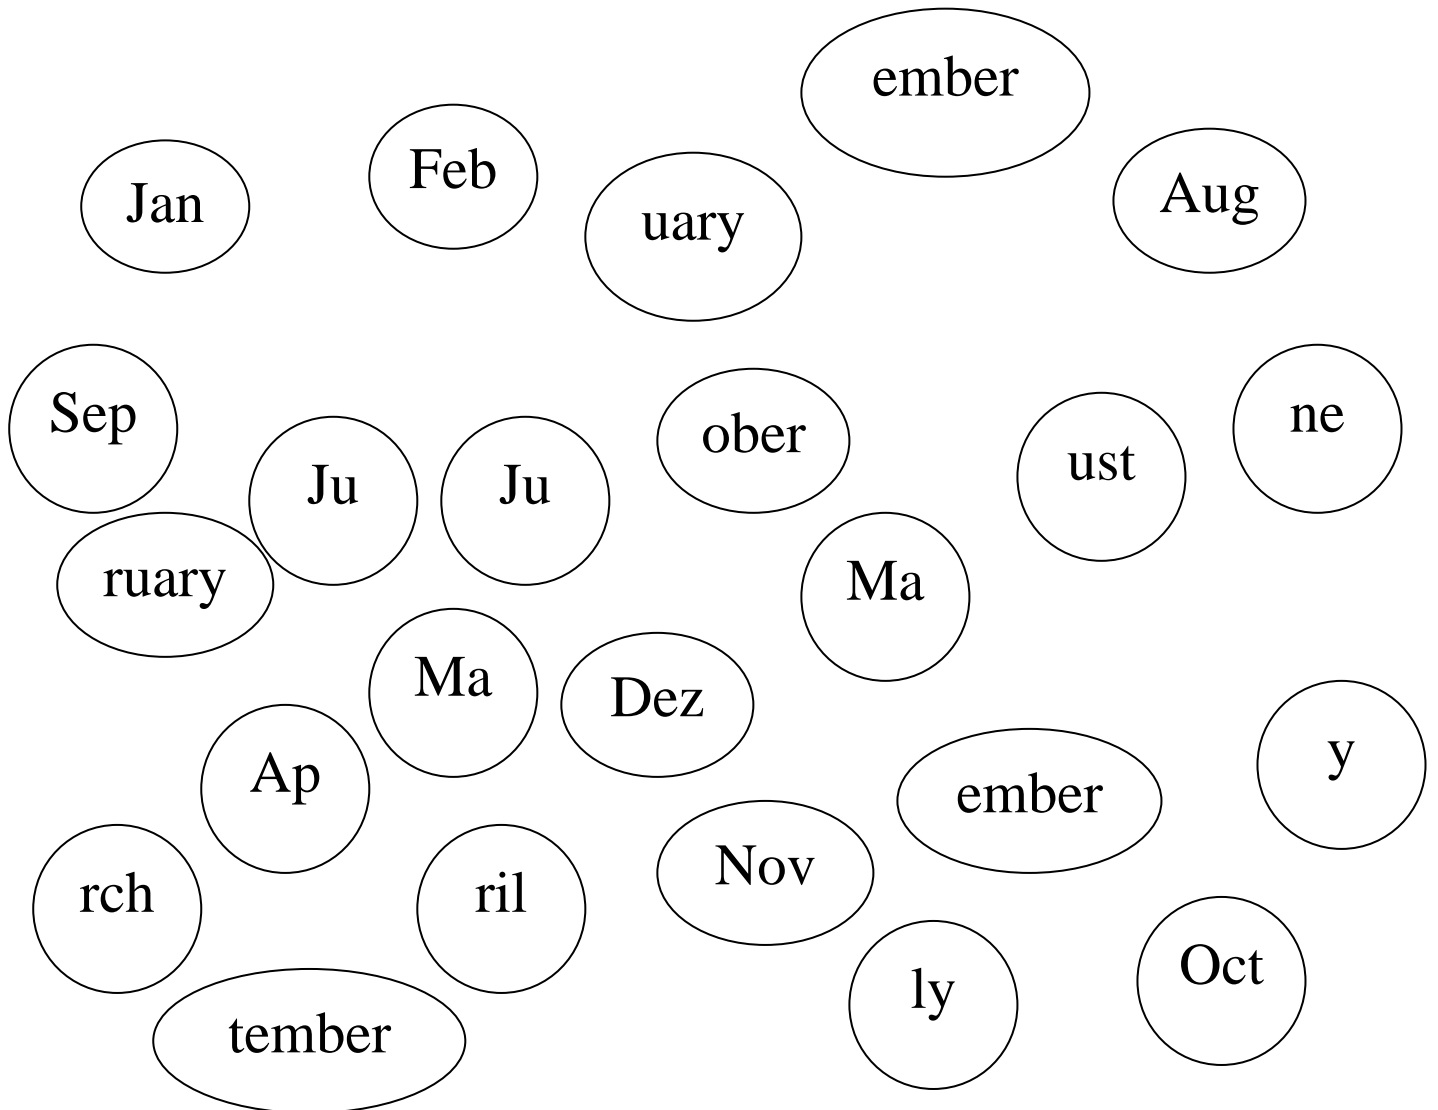 ember
Feb
Aug
Jan
uary
Sep
ne
ober
ust
Ju
Ju
ruary
Ma
Ma
Dez
y
Ap
ember
Nov
rch
ril
Oct
ly
tember